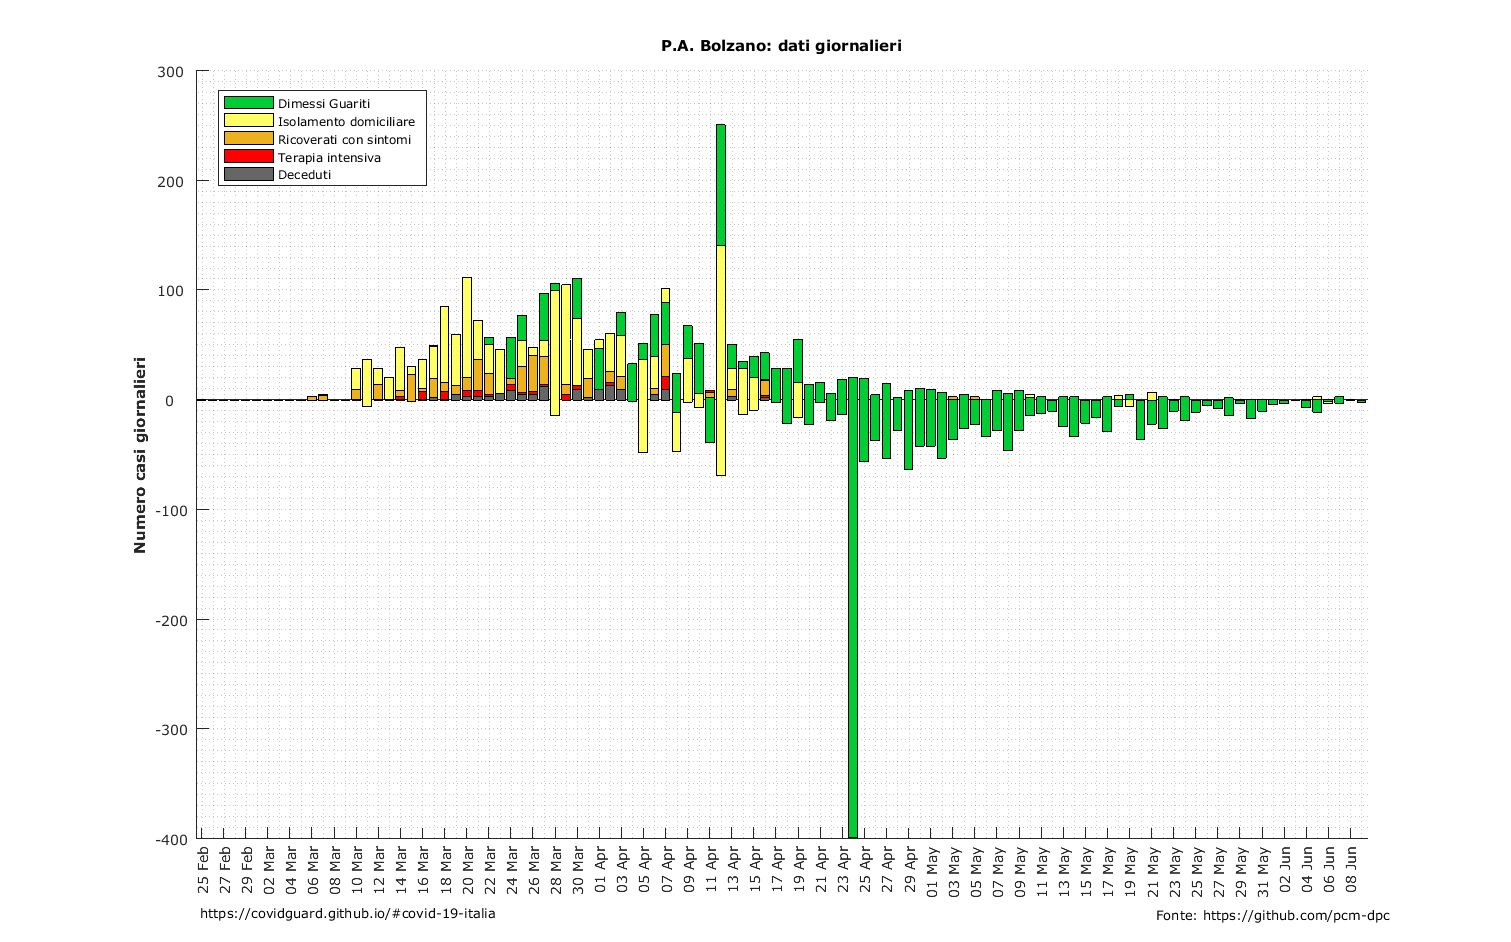 P.A. Bolzano: dati giornalieri
300
200
100
0
-100
-200
-300
-400
Numero casi giornalieri
Dimessi Guariti
Isolamento domiciliare
Ricoverati con sintomi
Terapia intensiva
Deceduti
25 Feb
27 Feb
29 Feb
02 Mar
04 Mar
06 Mar
08 Mar
10 Mar
12 Mar
14 Mar
16 Mar
18 Mar
20 Mar
22 Mar
24 Mar
26 Mar
28 Mar
30 Mar
01 Apr
03 Apr
05 Apr
07 Apr
09 Apr
11 Apr
13 Apr
15 Apr
17 Apr
19 Apr
21 Apr
23 Apr
25 Apr
27 Apr
29 Apr
01 May
03 May
05 May
07 May
09 May
11 May
13 May
15 May
17 May
19 May
21 May
23 May
25 May
27 May
29 May
31 May
02 Jun
04 Jun
06 Jun
08 Jun
https://covidguard.github.io/#covid-19-italia
Fonte: https://github.com/pcm-dpc